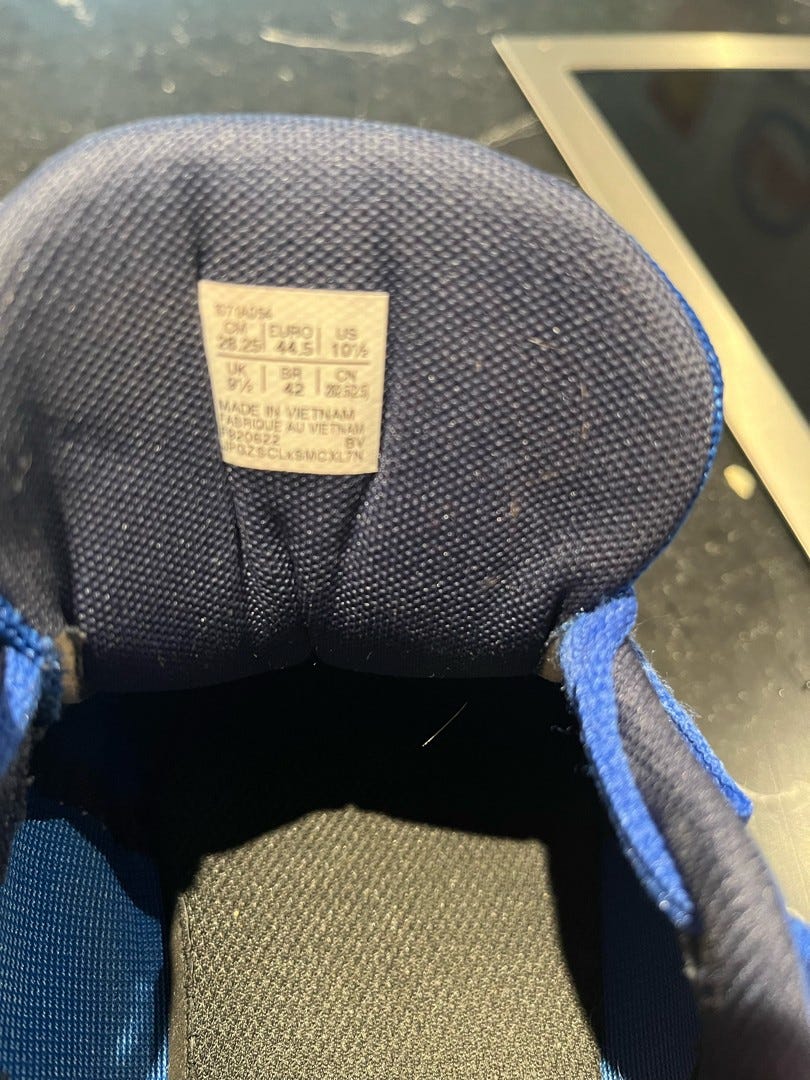 1071A054
CM | EURO | US
28.25 | 44.5 | 10½
UK | BR | CN
9½ | 42 |
MADE IN VIETNAM
FABRIQUE AU VIETNAM
FB20622 BV